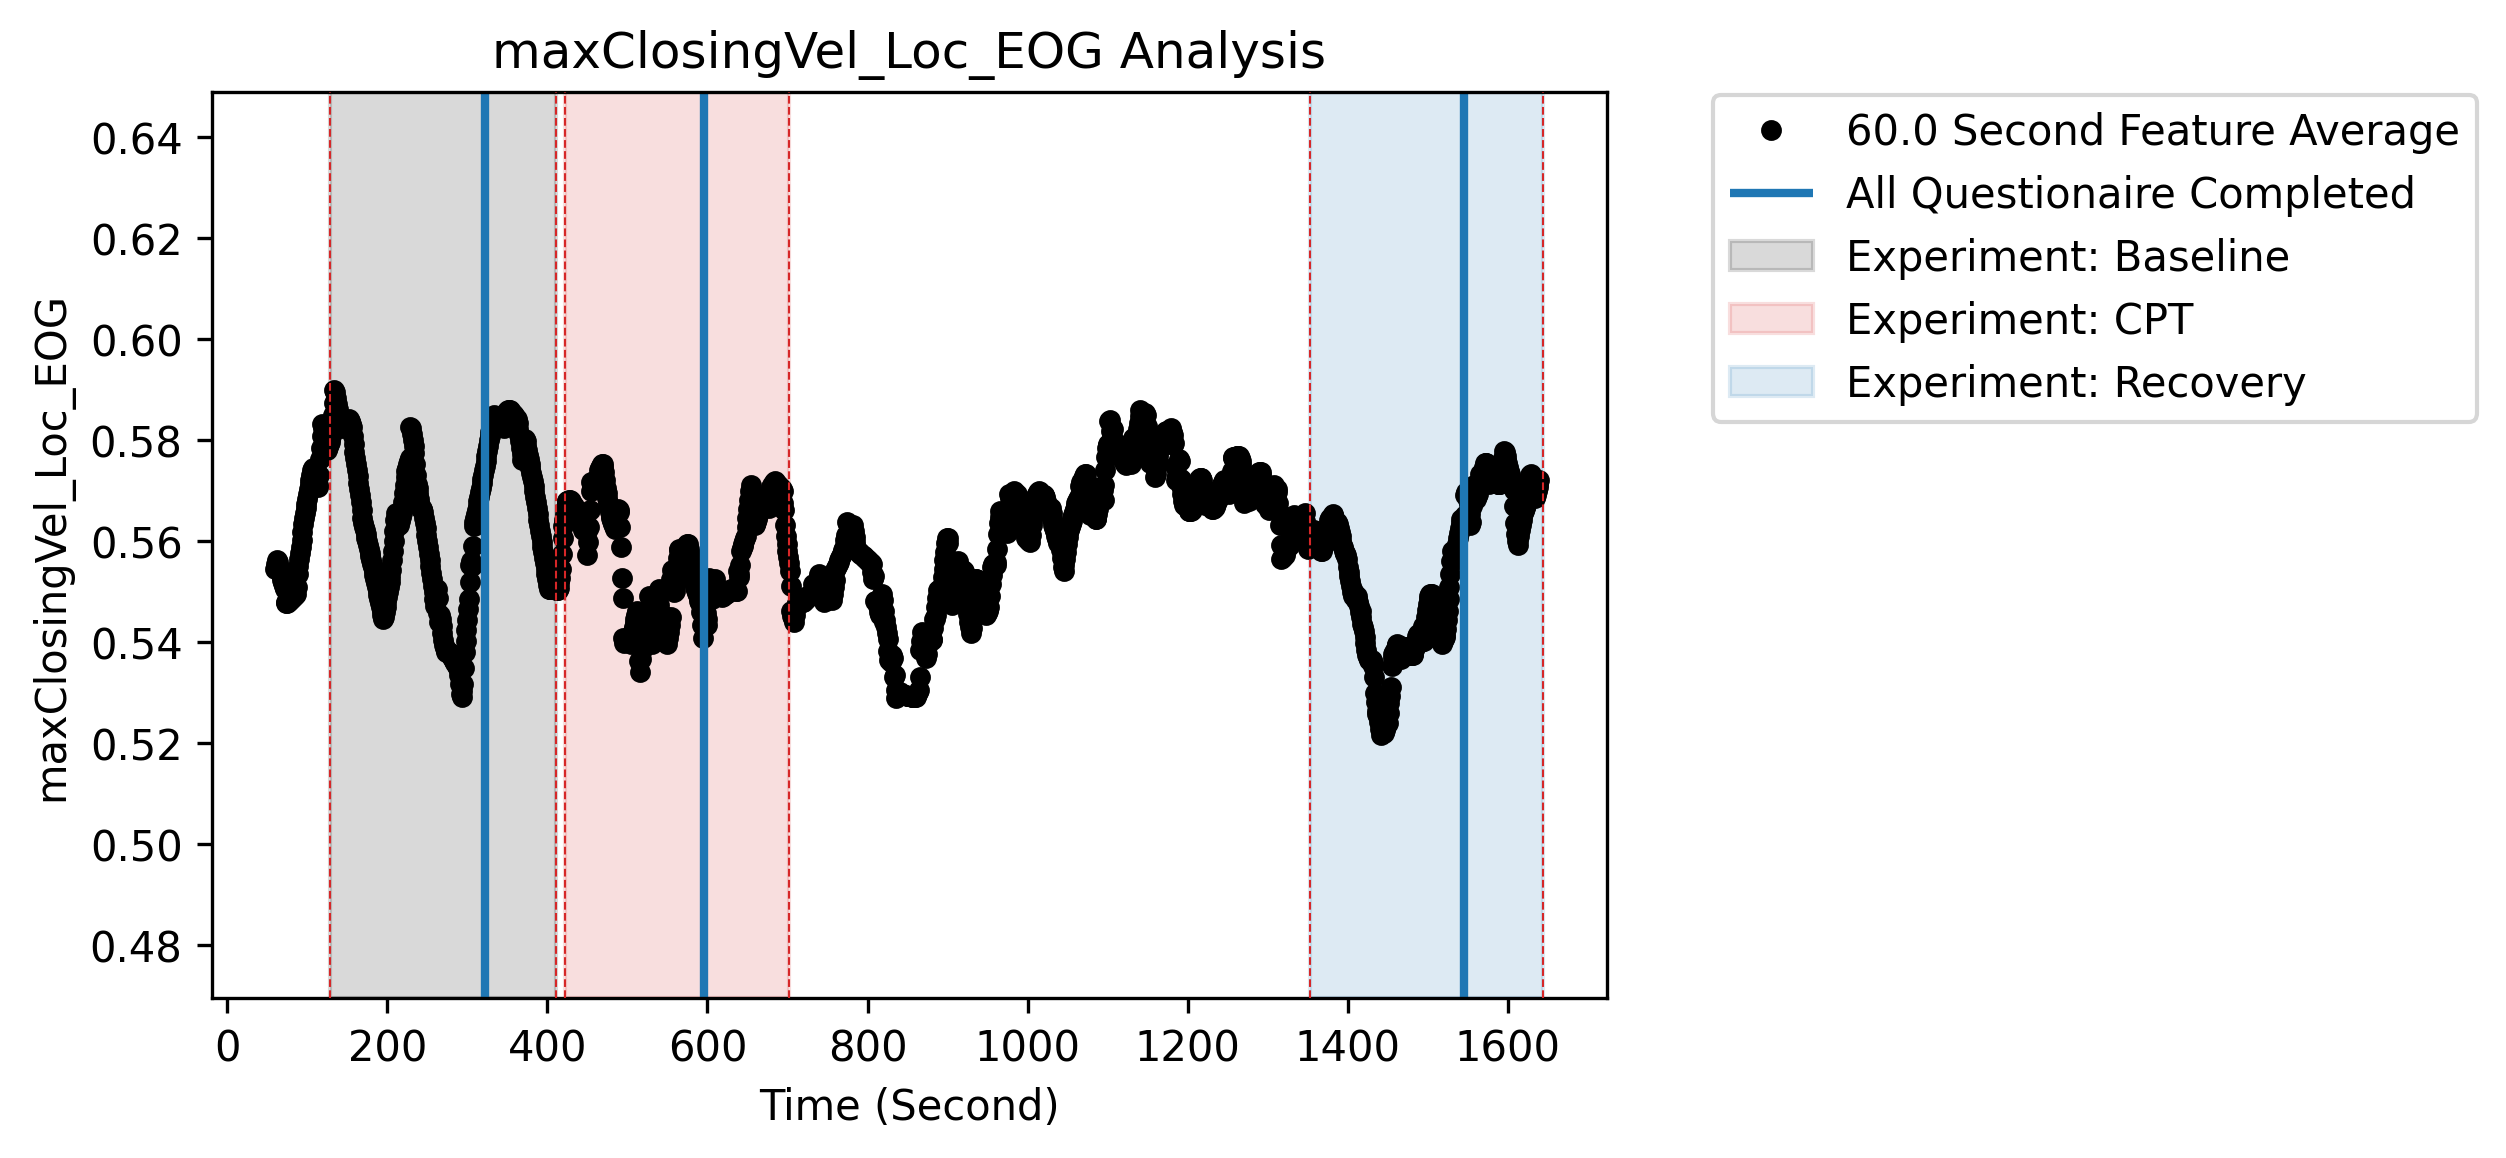 maxClosingVel_Loc_EOG Analysis
maxClosingVel_Loc_EOG
0.64
0.62
0.60
0.58
0.56
0.54
0.52
0.50
0.48
0 200 400 600 800 1000 1200 1400 1600
Time (Second)
60.0 Second Feature Average
All Questionaire Completed
Experiment: Baseline
Experiment: CPT
Experiment: Recovery